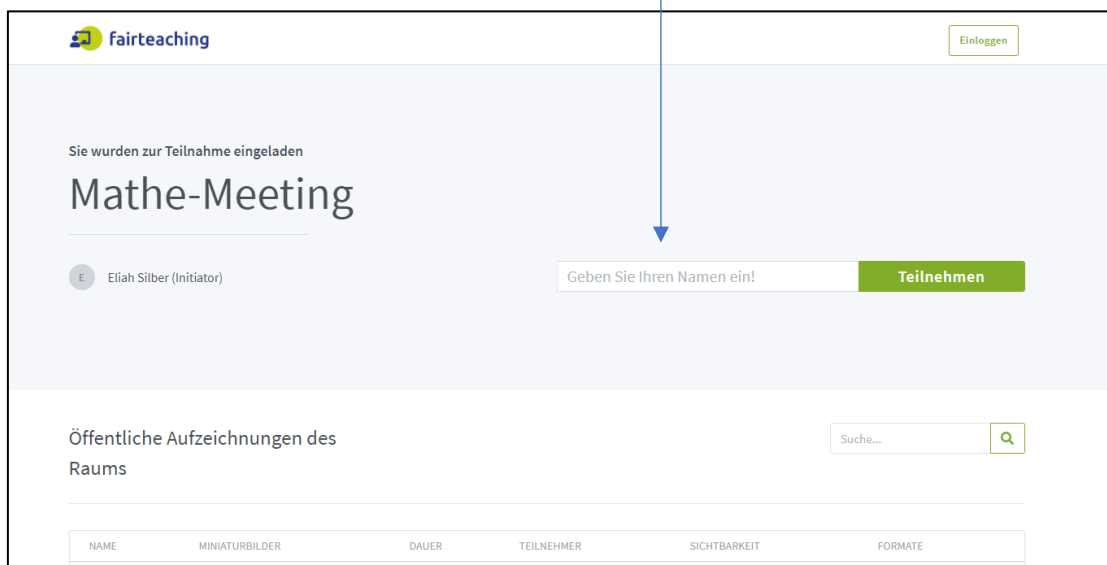 fairteaching
Einloggen
Sie wurden zur Teilnahme eingeladen
Mathe-Meeting
E
Eliah Silber (Initiator)
Geben Sie Ihren Namen ein!
Teilnehmen
Öffentliche Aufzeichnungen des
Raums
Suche...
NAME MINIATURBILDER DAUER TEILNEHMER SICHTBARKEIT FORMATE